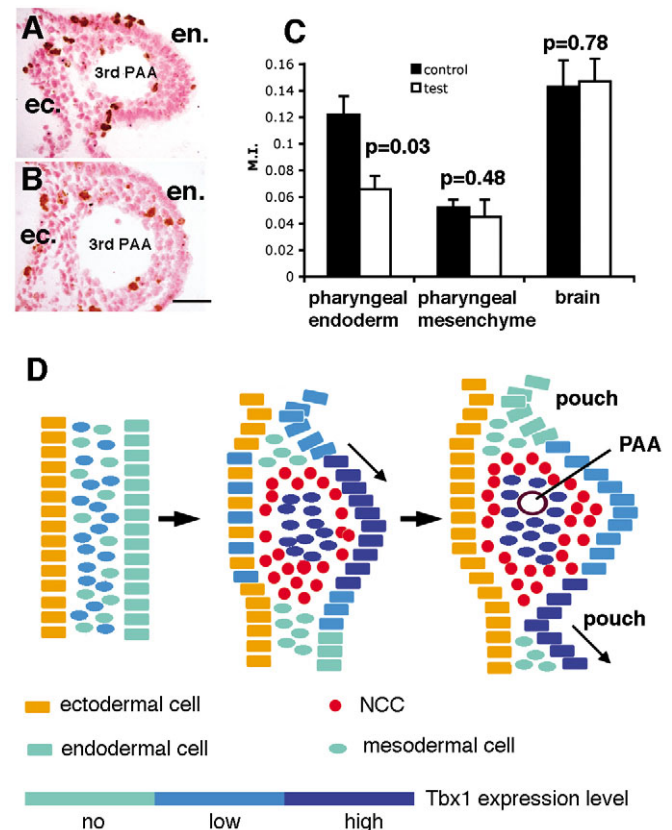 A
en.
3rd PAA
ec.
B
en.
ec.
3rd PAA
C
p=0.78
control
test
0.16
0.14
0.12
0.1
0.08
0.06
0.04
0.02
0
M.I.
p=0.03
p=0.48
pharyngeal
endoderm
pharyngeal
mesenchyme
brain
D
pouch
PAA
pouch
ectodermal cell
NCC
endodermal cell
mesodermal cell
Tbx1 expression level
no
low
high